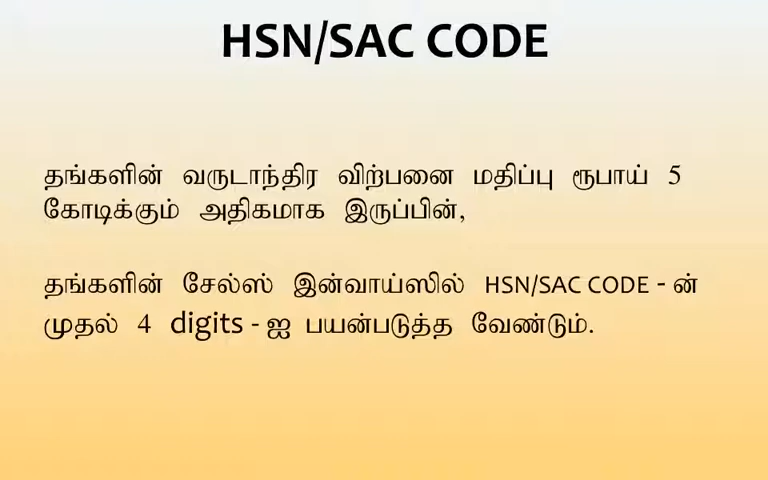 HSN/SAC CODE
தங்களின் வருடாந்திர விற்பனை மதிப்பு ரூபாய் 5
கோடிக்கும் அதிகமாக இருப்பின்,
தங்களின் சேல்ஸ் இன்வாய்ஸில் HSN/SAC CODE - ன்
முதல் 4 digits - ஐ பயன்படுத்த வேண்டும்.